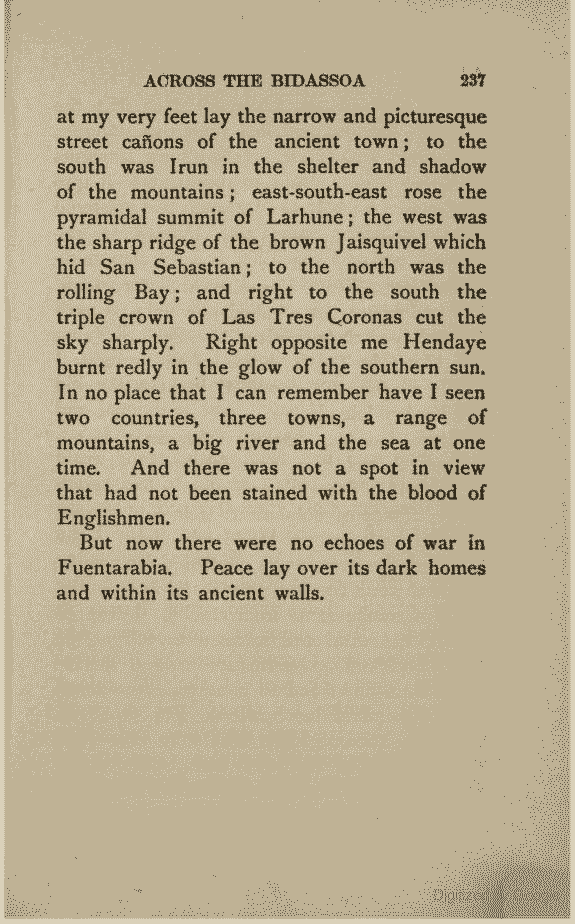 ACROSS THE BIDASSOA 237
at my very feet lay the narrow and picturesque
street cañons of the ancient town; to the
south was Irun in the shelter and shadow
of the mountains; east-south-east rose the
pyramidal summit of Larhune; the west was
the sharp ridge of the brown Jaisquivel which
hid San Sebastian; to the north was the
rolling Bay; and right to the south the
triple crown of Las Tres Coronas cut the
sky sharply. Right opposite me Hendaye
burnt redly in the glow of the southern sun.
In no place that I can remember have I seen
two countries, three towns, a range of
mountains, a big river and the sea at one
time. And there was not a spot in view
that had not been stained with the blood of
Englishmen.
But now there were no echoes of war in
Fuentarabia. Peace lay over its dark homes
and within its ancient walls.